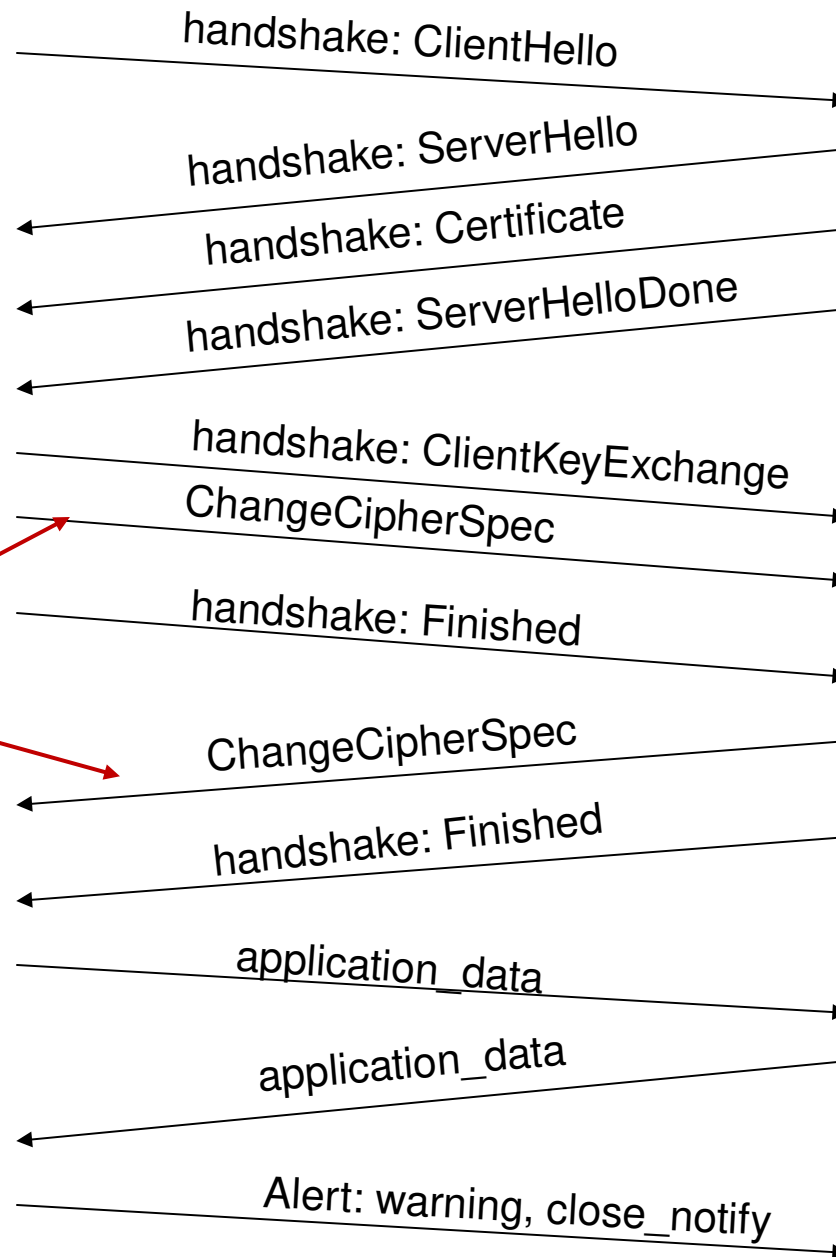 handshake: ClientHello
handshake: ServerHello
handshake: Certificate
handshake: ServerHelloDone
handshake: ClientKeyExchange
ChangeCipherSpec
handshake: Finished
ChangeCipherSpec
handshake: Finished
application_data
application_data
Alert: warning, close_notify